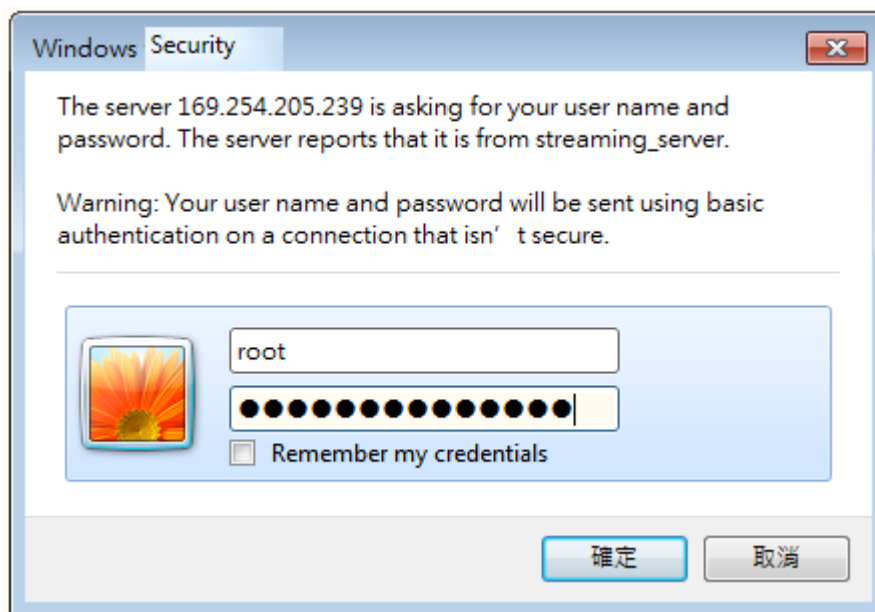 Windows Security
The server 169.254.205.239 is asking for your user name and
password. The server reports that it is from streaming_server.
Warning: Your user name and password will be sent using basic
authentication on a connection that isn’t secure.
root
●●●●●●●●●●●●●●
Remember my credentials
確定
取消